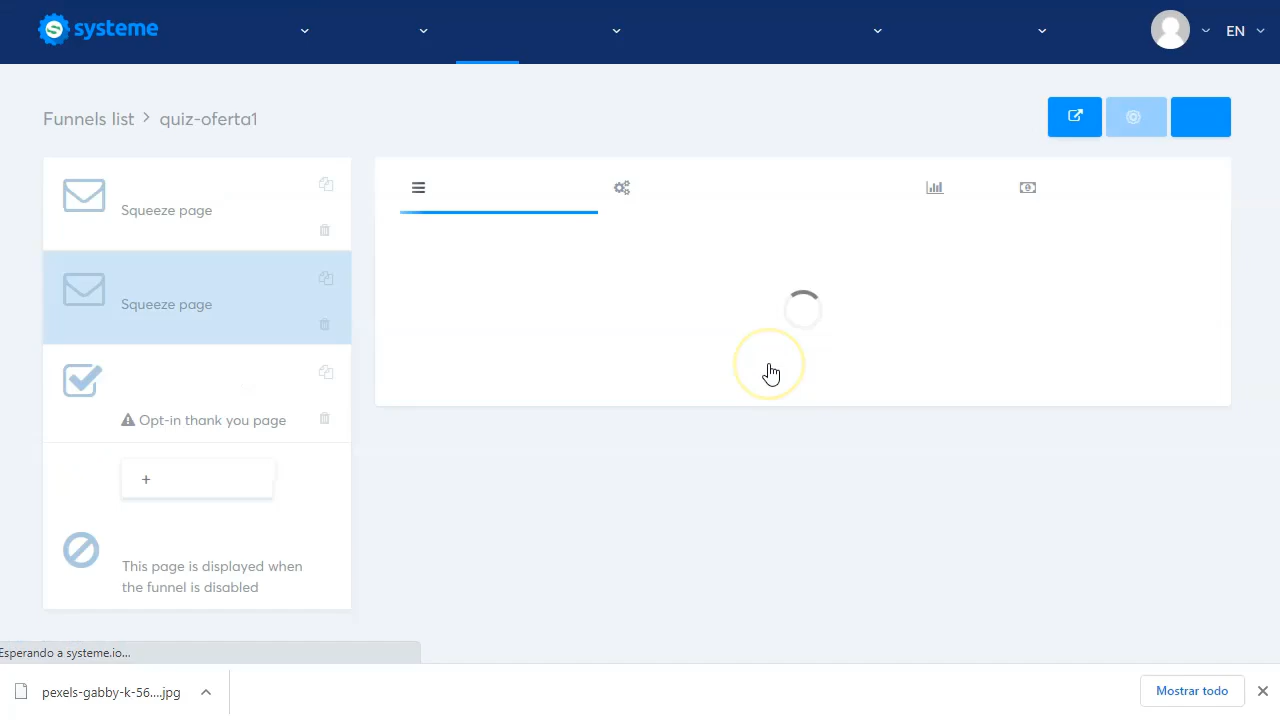 systeme
EN
Funnels list > quiz-oferta1
Squeeze page
Squeeze page
Opt-in thank you page
+
This page is displayed when
the funnel is disabled
Esperando a systeme.io...
pexels-gabby-k-56....jpg
Mostrar todo